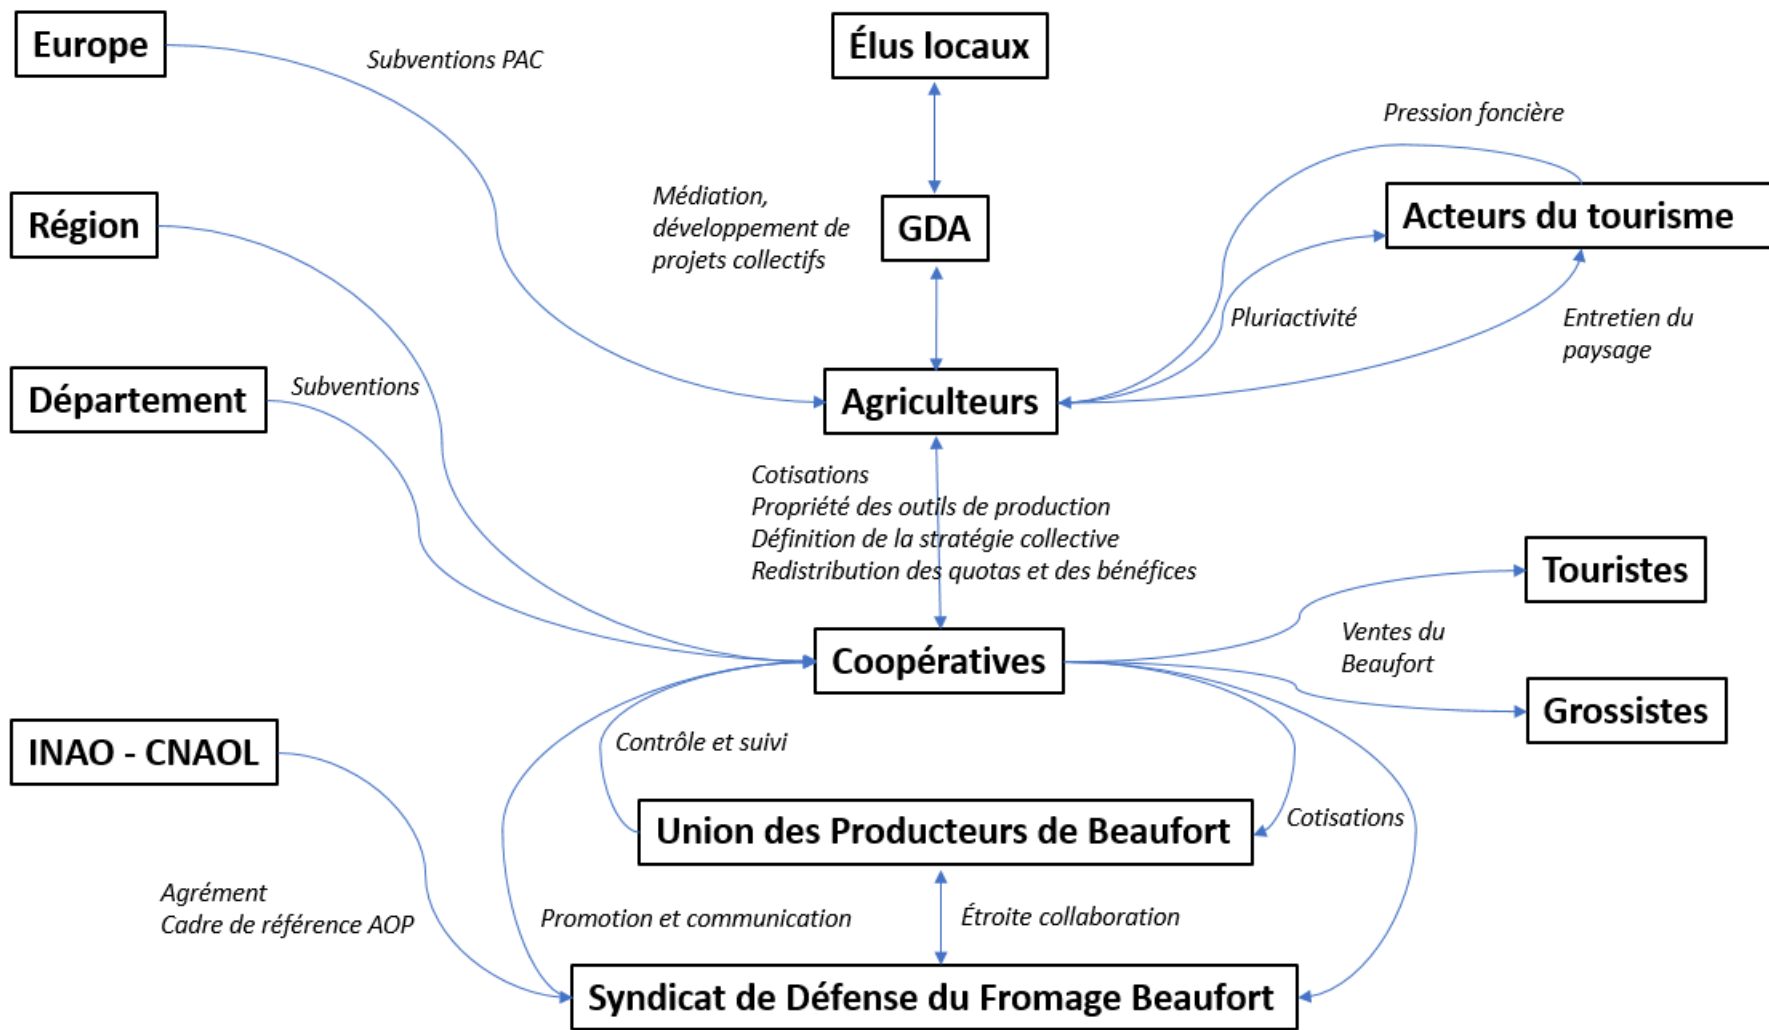 Europe
Subventions PAC
Élus locaux
Pression foncière
Médiation,
développement de
projets collectifs
Région
GDA
Acteurs du tourisme
Pluriactivité
Entretien du
paysage
Département
Subventions
Agriculteurs
Cotisations
Propriété des outils de production
Définition de la stratégie collective
Redistribution des quotas et des bénéfices
Touristes
Ventes du
Beaufort
Coopératives
Grossistes
INAO - CNAOL
Contrôle et suivi
Union des Producteurs de Beaufort
Cotisations
Agrément
Cadre de référence AOP
Promotion et communication
Étroite collaboration
Syndicat de Défense du Fromage Beaufort